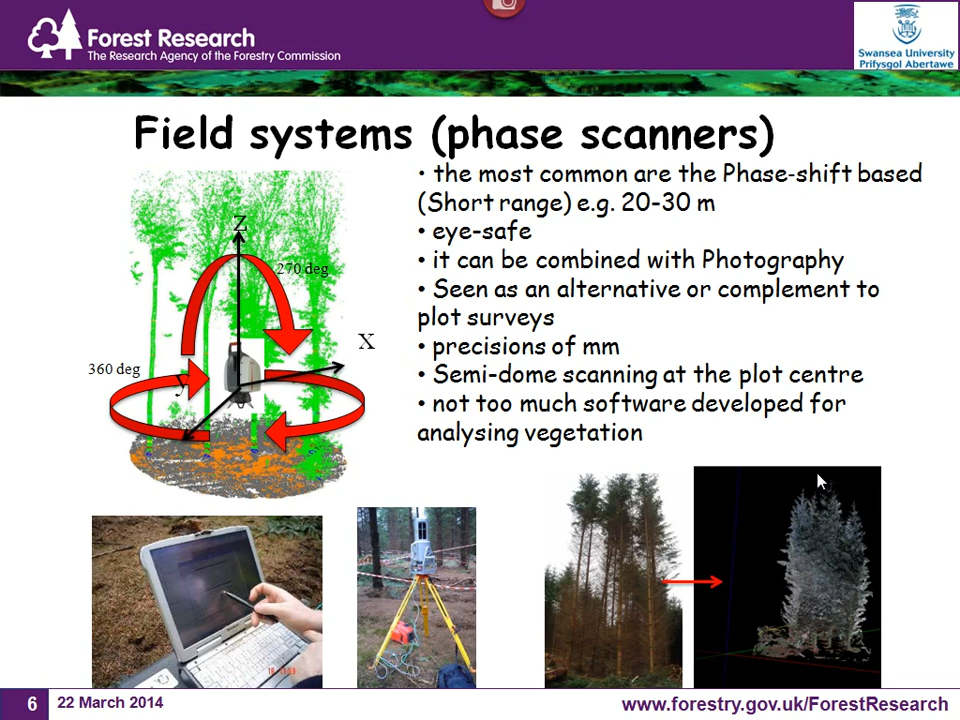 Forest Research
The Research Agency of the Forestry Commission
Swansea University
Prifysgol Abertawe
Field systems (phase scanners)
• the most common are the Phase-shift based
(Short range) e.g. 20-30 m
• eye-safe
• it can be combined with Photography
• Seen as an alternative or complement to
plot surveys
• precisions of mm
• Semi-dome scanning at the plot centre
• not too much software developed for
analysing vegetation
Z
270 deg
X
360 deg
y
6
22 March 2014
www.forestry.gov.uk/ForestResearch